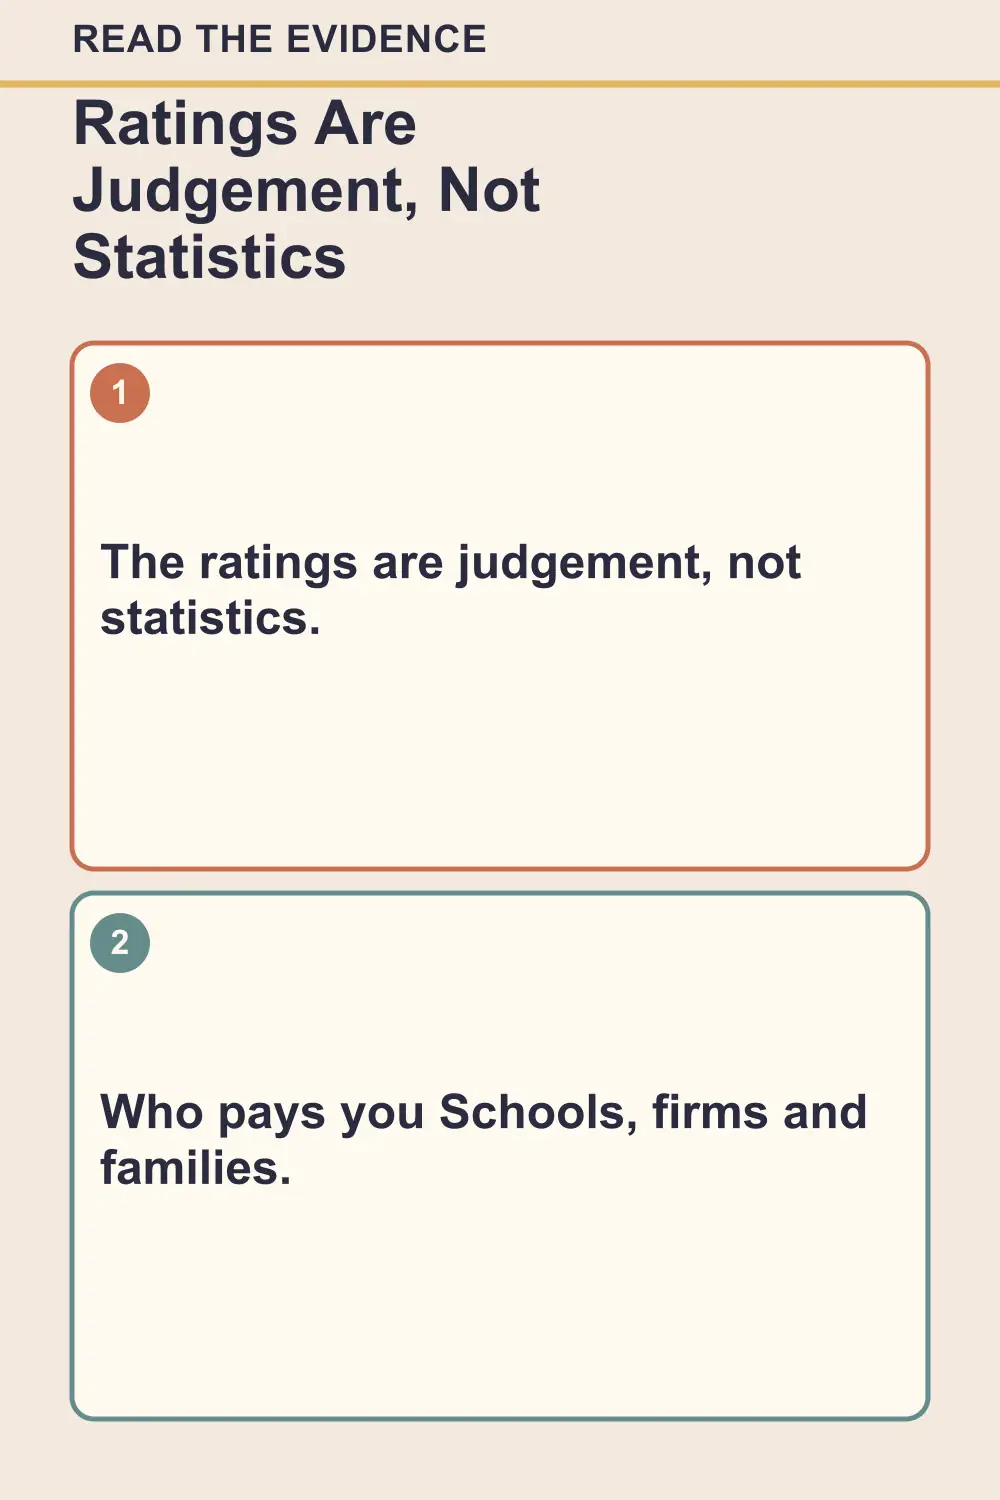 READ THE EVIDENCE
Ratings Are
Judgement, Not
Statistics
1
The ratings are judgement, not
statistics.
2
Who pays you Schools, firms and
families.